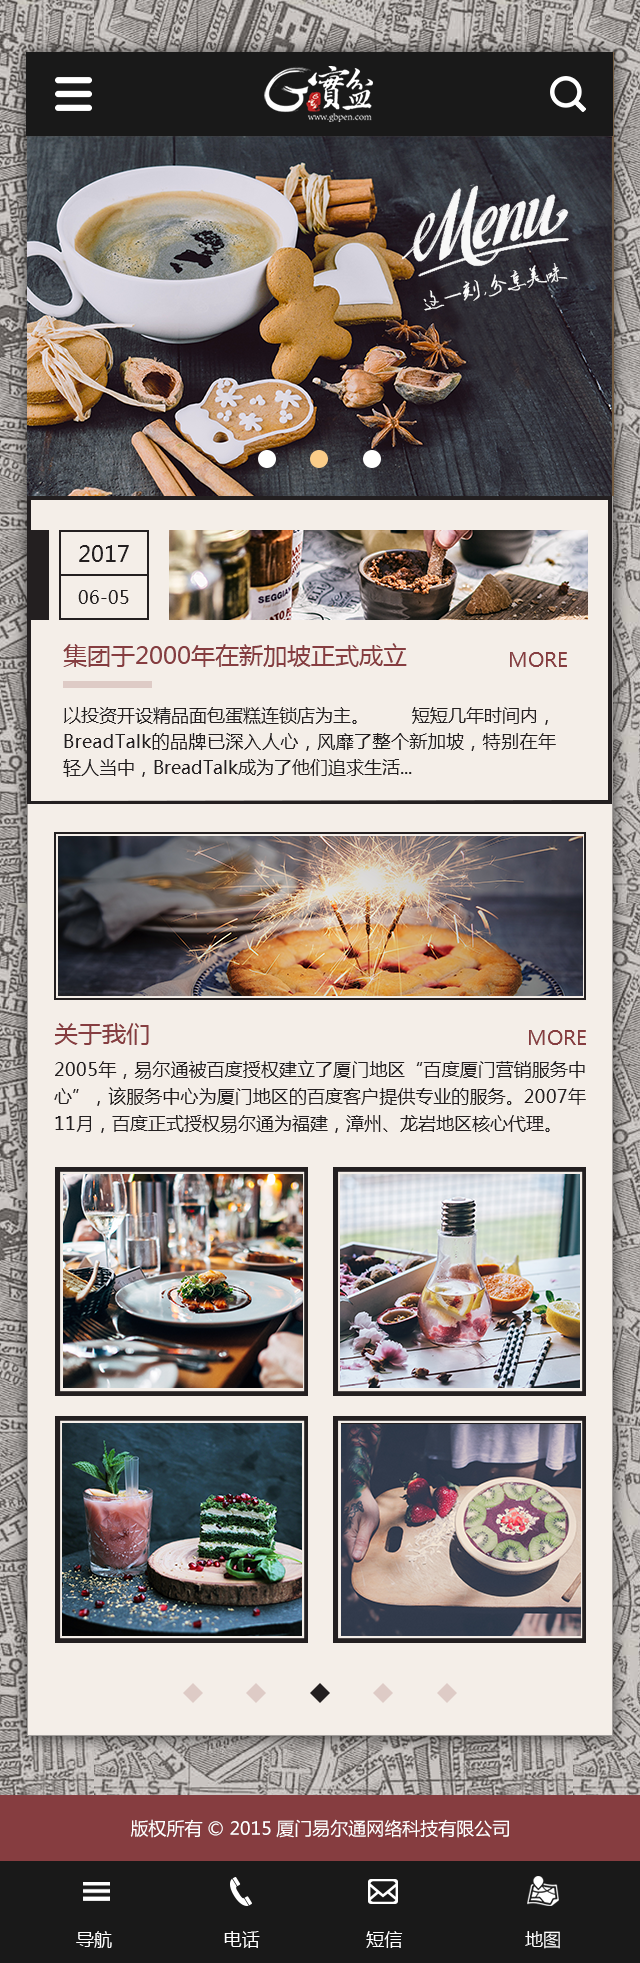 G寳盆
www.gbpen.com
Menu
这一刻,分享美味
2017
06-05
SEGGIAN
集团于2000年在新加坡正式成立
MORE
以投资开设精品面包蛋糕连锁店为主。 短短几年时间内，
BreadTalk的品牌已深入人心，风靡了整个新加坡，特别在年
轻人当中，BreadTalk成为了他们追求生活...
关于我们
MORE
2005年，易尔通被百度授权建立了厦门地区“百度厦门营销服务中
心”，该服务中心为厦门地区的百度客户提供专业的服务。2007年
11月，百度正式授权易尔通为福建，漳州、龙岩地区核心代理。
EAST
版权所有 © 2015 厦门易尔通网络科技有限公司
导航
电话
短信
地图